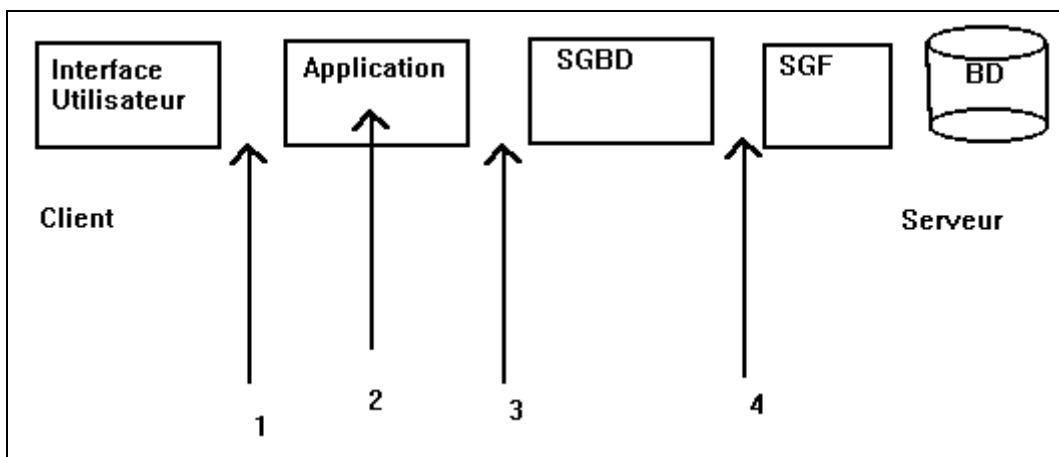 Interface
Utilisateur
Application
SGBD
SGF
BD
Client
Serveur
1
2
3
4